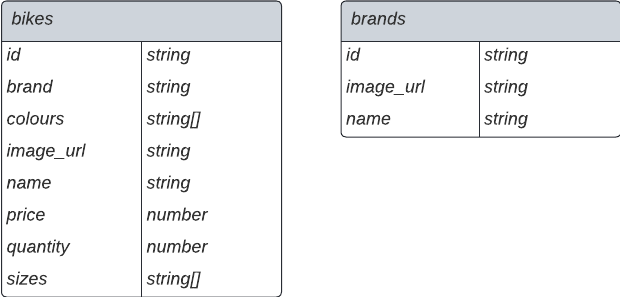 bikes
id string
brand string
colours string[]
image_url string
name string
price number
quantity number
sizes string[]
brands
id string
image_url string
name string